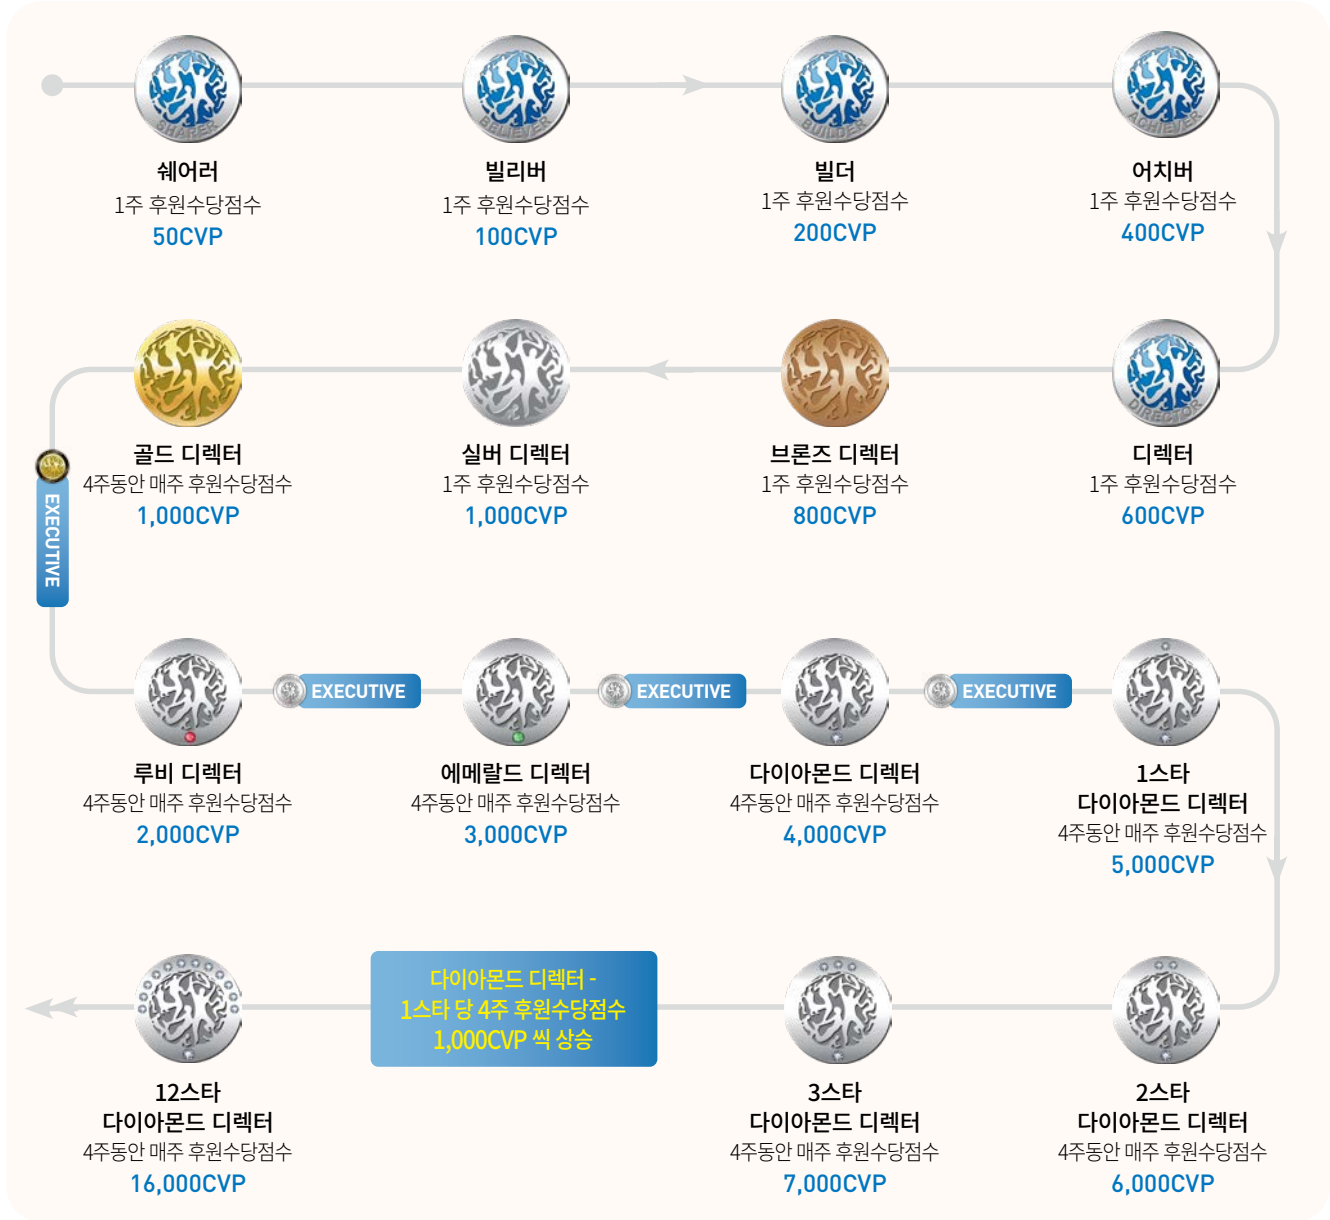 SHARER
BELIEVER
BUILDER
ACHIEVER
쉐어러
1주 후원수당점수
50CVP
빌리버
1주 후원수당점수
100CVP
빌더
1주 후원수당점수
200CVP
어치버
1주 후원수당점수
400CVP
DIRECTOR
디렉터
1주 후원수당점수
600CVP
브론즈 디렉터
1주 후원수당점수
800CVP
실버 디렉터
1주 후원수당점수
1,000CVP
골드 디렉터
4주동안 매주 후원수당점수
1,000CVP
EXECUTIVE
루비 디렉터
4주동안 매주 후원수당점수
2,000CVP
EXECUTIVE
에메랄드 디렉터
4주동안 매주 후원수당점수
3,000CVP
EXECUTIVE
다이아몬드 디렉터
4주동안 매주 후원수당점수
4,000CVP
EXECUTIVE
1스타
다이아몬드 디렉터
4주동안 매주 후원수당점수
5,000CVP
2스타
다이아몬드 디렉터
4주동안 매주 후원수당점수
6,000CVP
3스타
다이아몬드 디렉터
4주동안 매주 후원수당점수
7,000CVP
다이아몬드 디렉터 -
1스타 당 4주 후원수당점수
1,000CVP 씩 상승
12스타
다이아몬드 디렉터
4주동안 매주 후원수당점수
16,000CVP